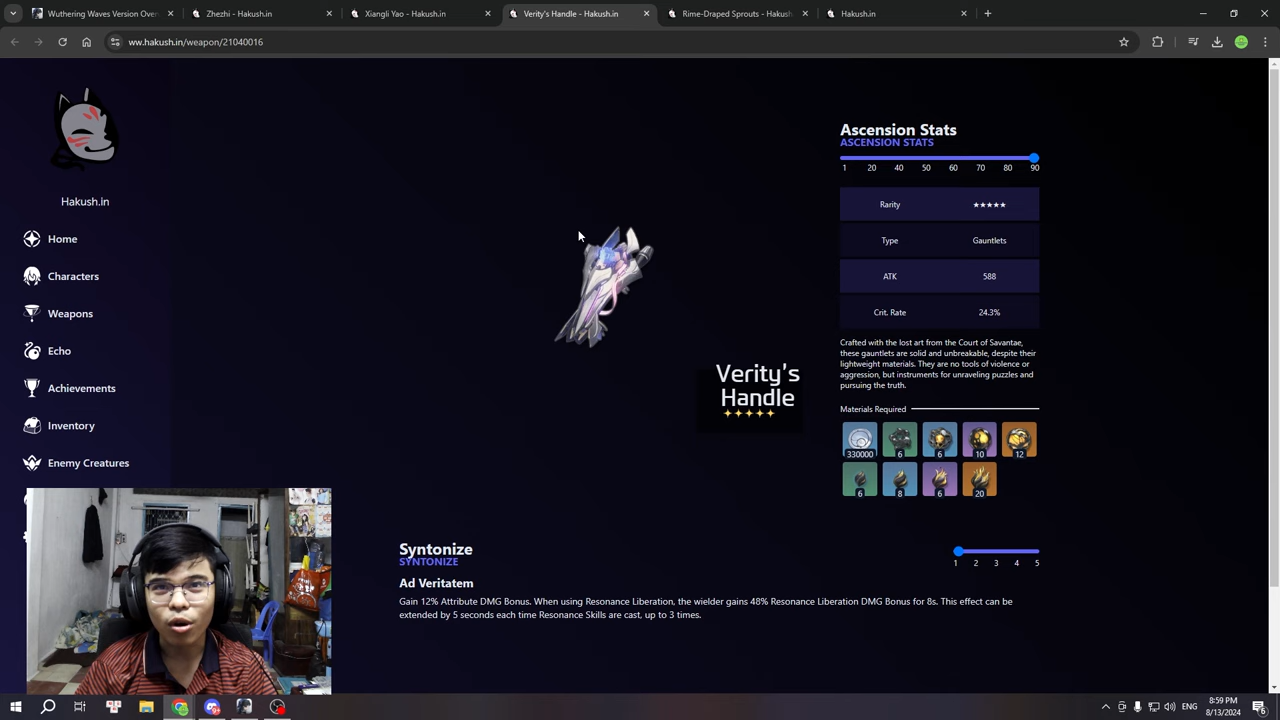 Wuthering Waves Version Over
Zhezhi - Hakush.in
Xiangli Yao - Hakush.in
Verity's Handle - Hakush.in
Rime-Draped Sprouts - Hakush
Hakush.in
ww.hakush.in/weapon/21040016
Hakush.in
Home
Characters
Weapons
Echo
Achievements
Inventory
Enemy Creatures
Verity's
Handle
Ascension Stats
ASCENSION STATS
1 20 40 50 60 70 80 90
Rarity ★★★★★
Type Gauntlets
ATK 588
Crit. Rate 24.3%
Crafted with the lost art from the Court of Savantae,
these gauntlets are solid and unbreakable, despite their
lightweight materials. They are no tools of violence or
aggression, but instruments for unraveling puzzles and
pursuing the truth.
Materials Required
330000 6 6 10 12
6 8 6 20
Syntonize
SYNTONIZE
1 2 3 4 5
Ad Veritatem
Gain 12% Attribute DMG Bonus. When using Resonance Liberation, the wielder gains 48% Resonance Liberation DMG Bonus for 8s. This effect can be
extended by 5 seconds each time Resonance Skills are cast, up to 3 times.
ENG
8:59 PM
8/13/2024
6